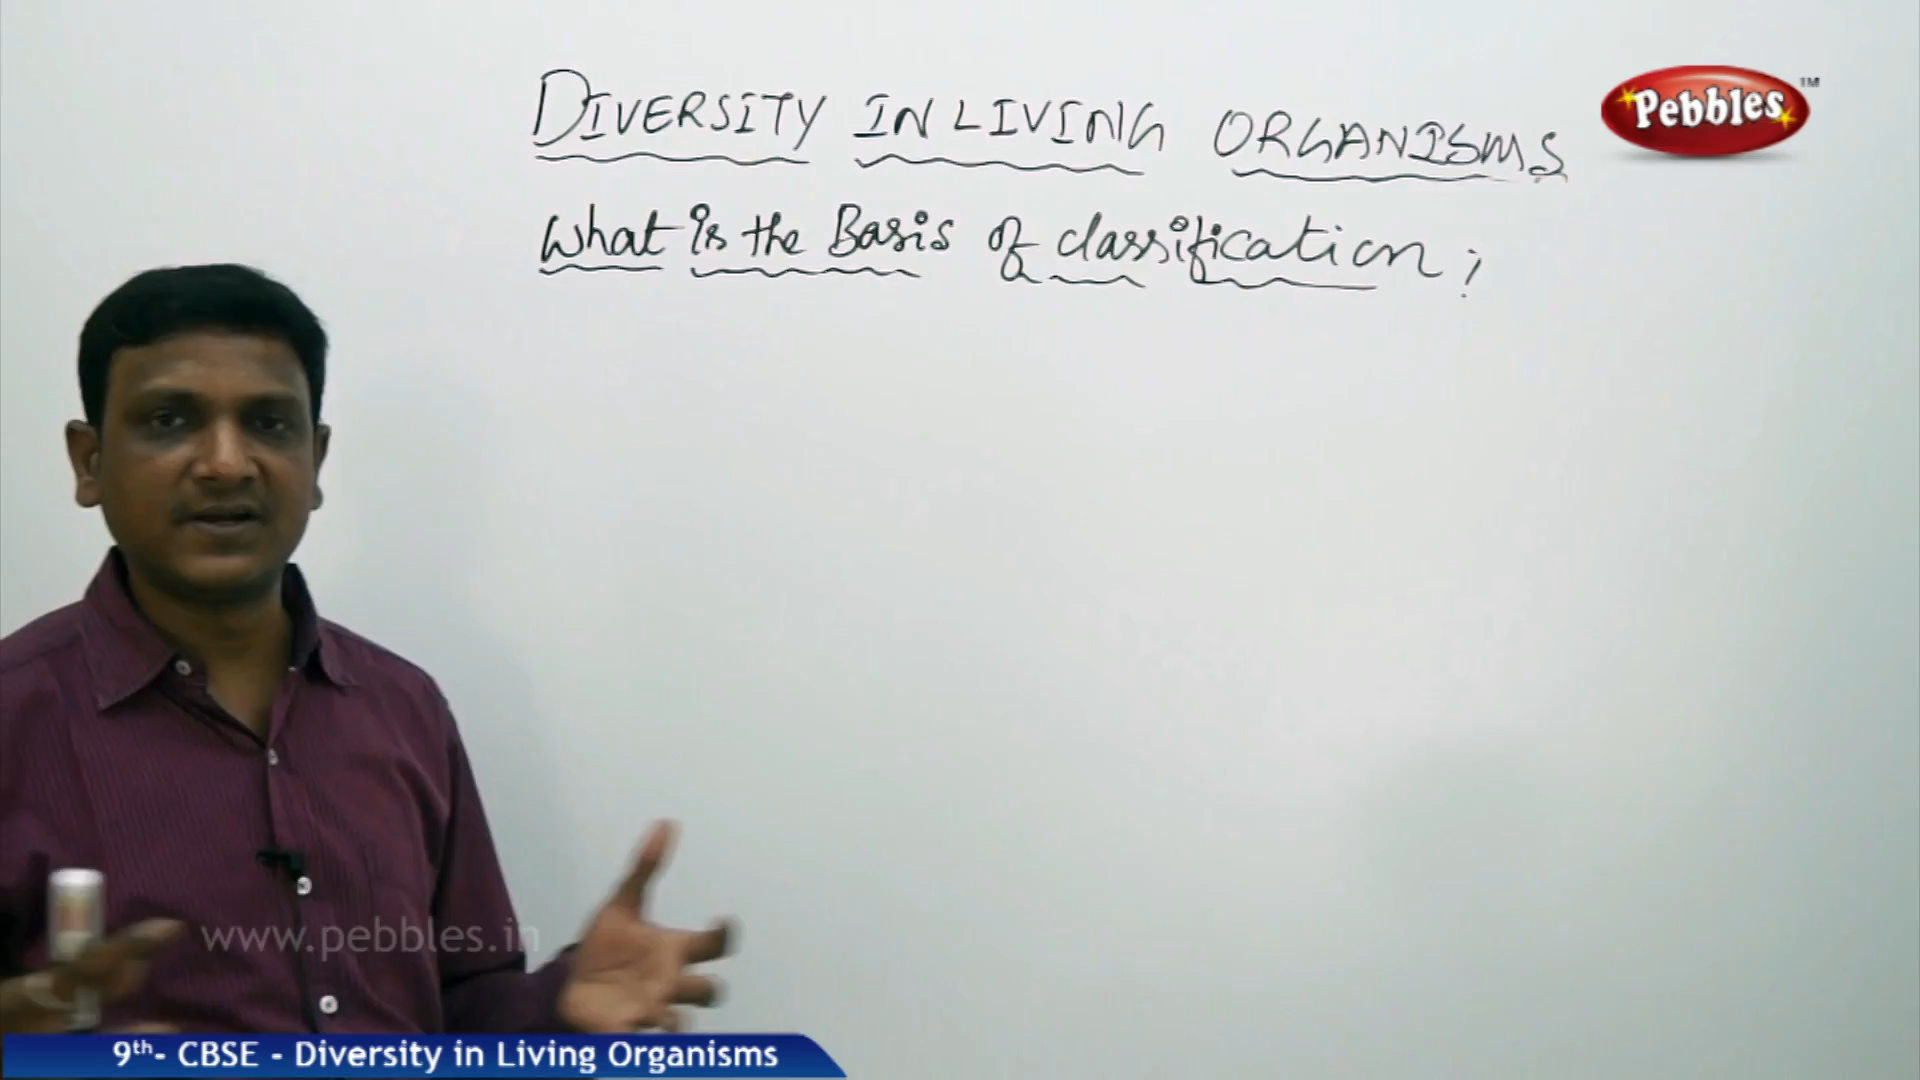 DIVERSITY IN LIVING ORGANISMS
What is the Basis of classification ;
Pebbles TM
www.pebbles.in
9th- CBSE - Diversity in Living Organisms